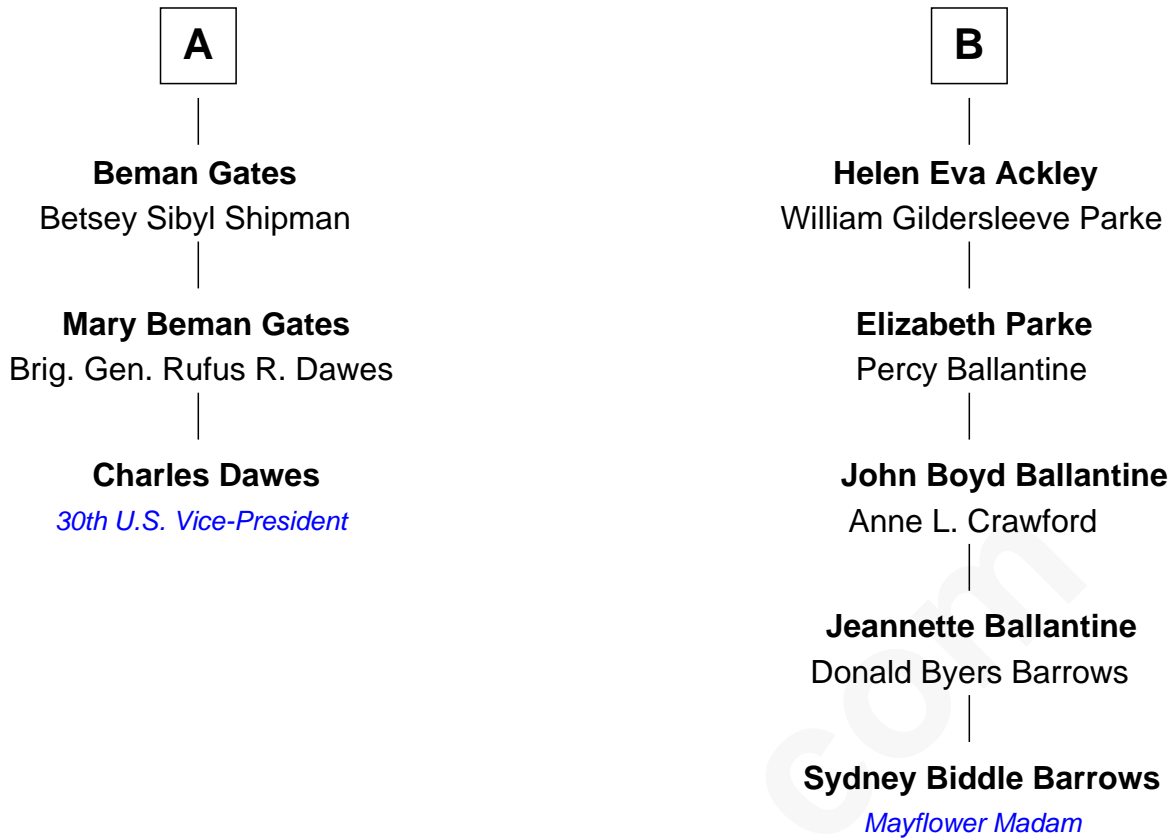 A
Beman Gates
Betsey Sibyl Shipman
Mary Beman Gates
Brig. Gen. Rufus R. Dawes
Charles Dawes
30th U.S. Vice-President
B
Helen Eva Ackley
William Gildersleeve Parke
Elizabeth Parke
Percy Ballantine
John Boyd Ballantine
Anne L. Crawford
Jeannette Ballantine
Donald Byers Barrows
Sydney Biddle Barrows
Mayflower Madam
com